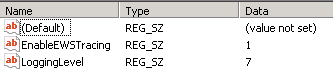 Name Type Data
(Default) REG_SZ (value not set)
EnableEWSTracing REG_SZ 1
LoggingLevel REG_SZ 7